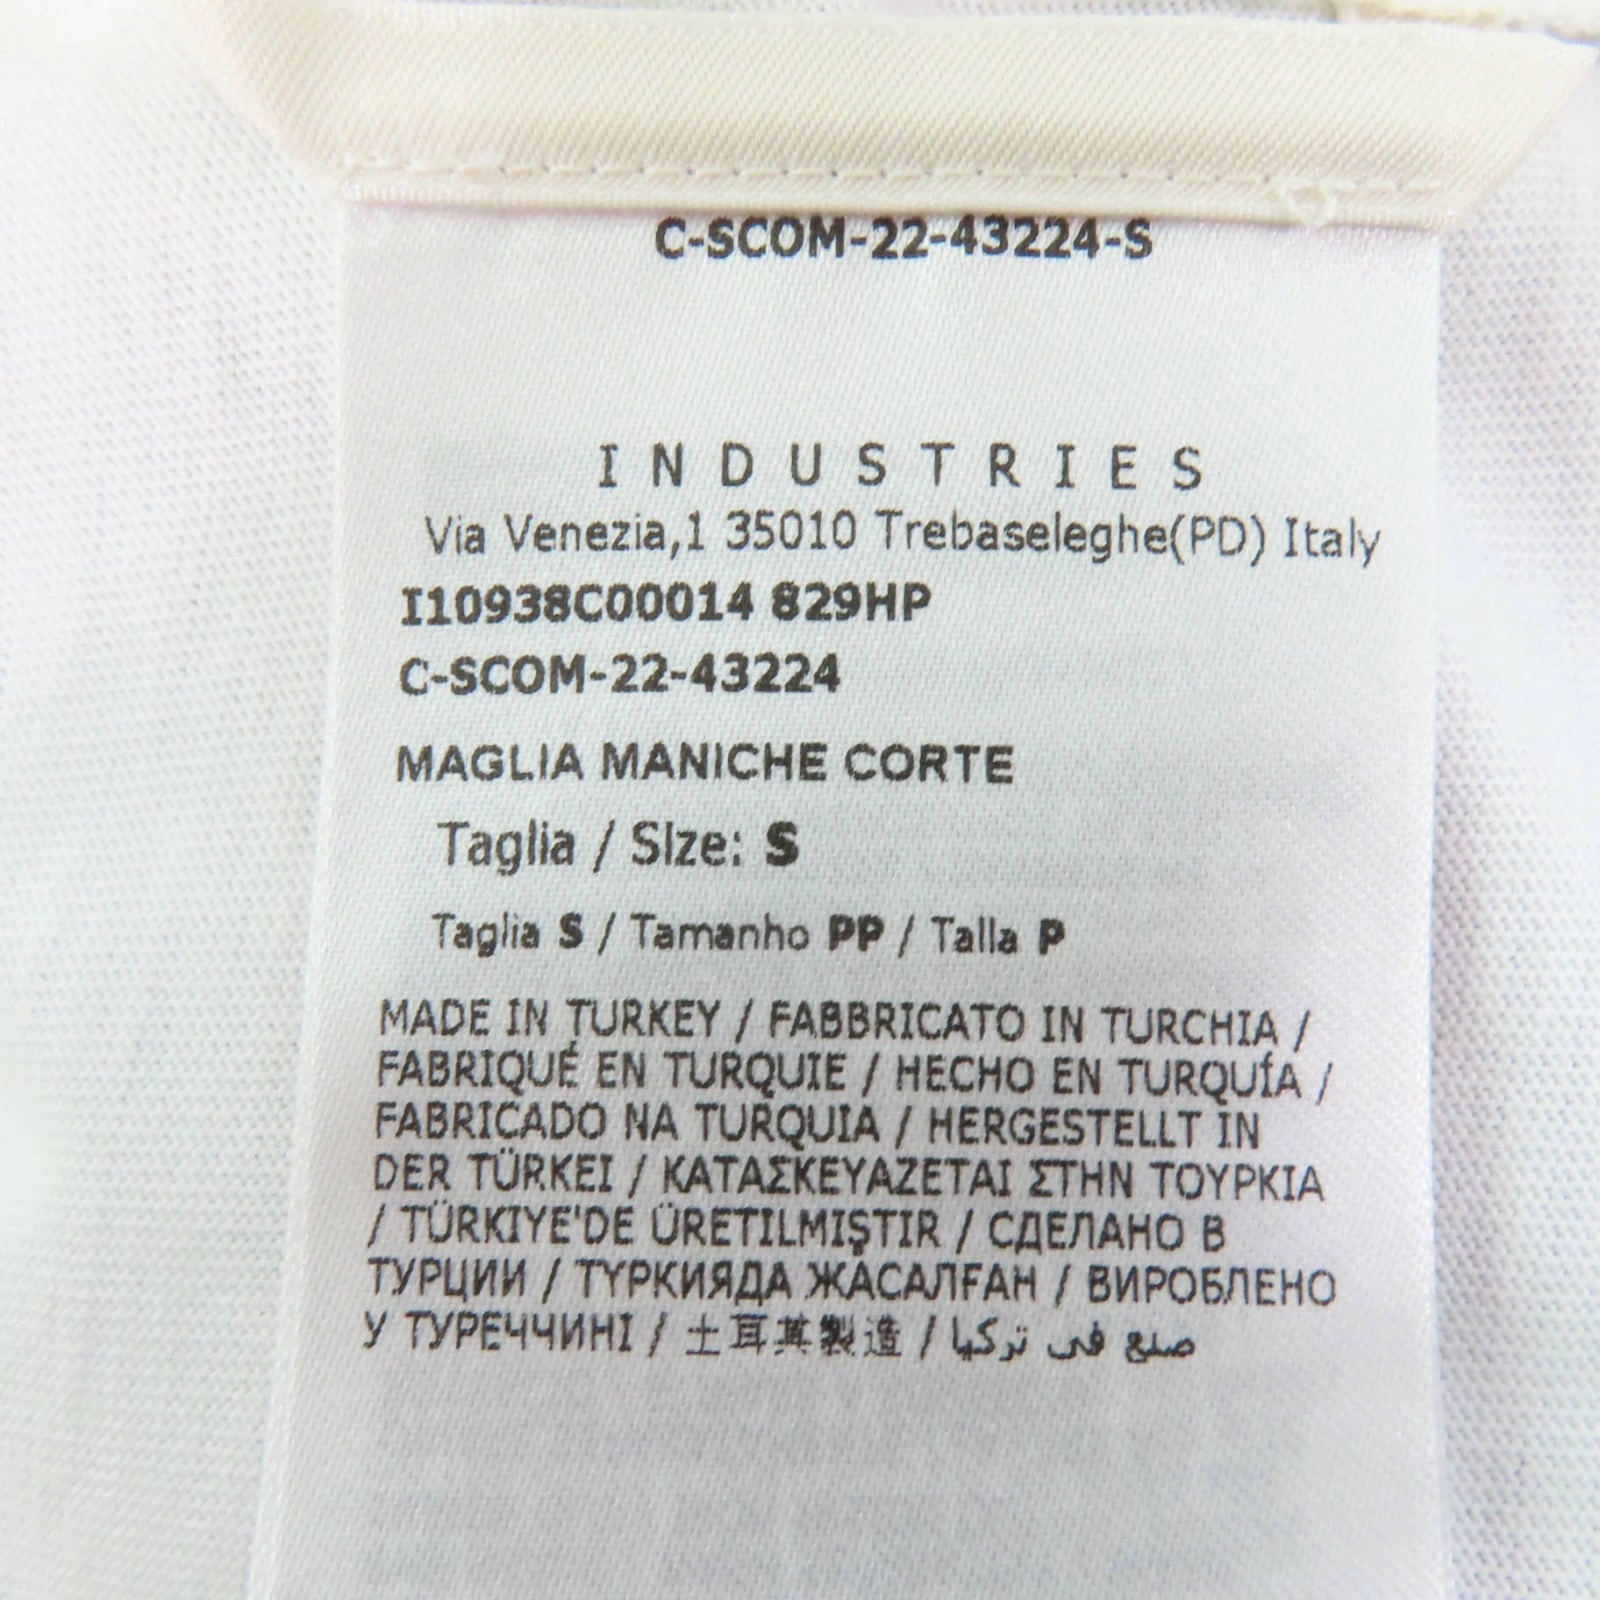 C-SCOM-22-43224-S
INDUSTRIES
Via Venezia,1 35010 Trebaseleghe(PD) Italy
I10938C00014 829HP
C-SCOM-22-43224
MAGLIA MANICHE CORTE
Taglia / SIze: S
Taglia S / Tamanho PP / Talla P
MADE IN TURKEY / FABBRICATO IN TURCHIA /
FABRIQUÉ EN TURQUIE / HECHO EN TURQUÍA /
FABRICADO NA TURQUIA / HERGESTELLT IN
DER TÜRKEI / ΚΑΤΑΣΚΕΥΑΖΕΤΑΙ ΣΤΗΝ ΤΟΥΡΚΙΑ
/ TÜRKIYE'DE ÜRETILMIŞTIR / СДЕЛАНО В
ТУРЦИИ / ТҮРКИЯДА ЖАСАЛҒАН / ВИРОБЛЕНО
У ТУРЕЧЧИНІ / 土耳其製造 / صنع في تركيا